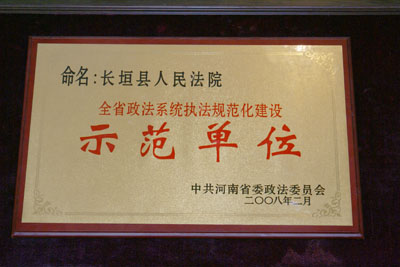 命名:长垣县人民法院
全省政法系统执法规范化建设
示范单位
中共河南省委政法委员会
二〇〇八年二月